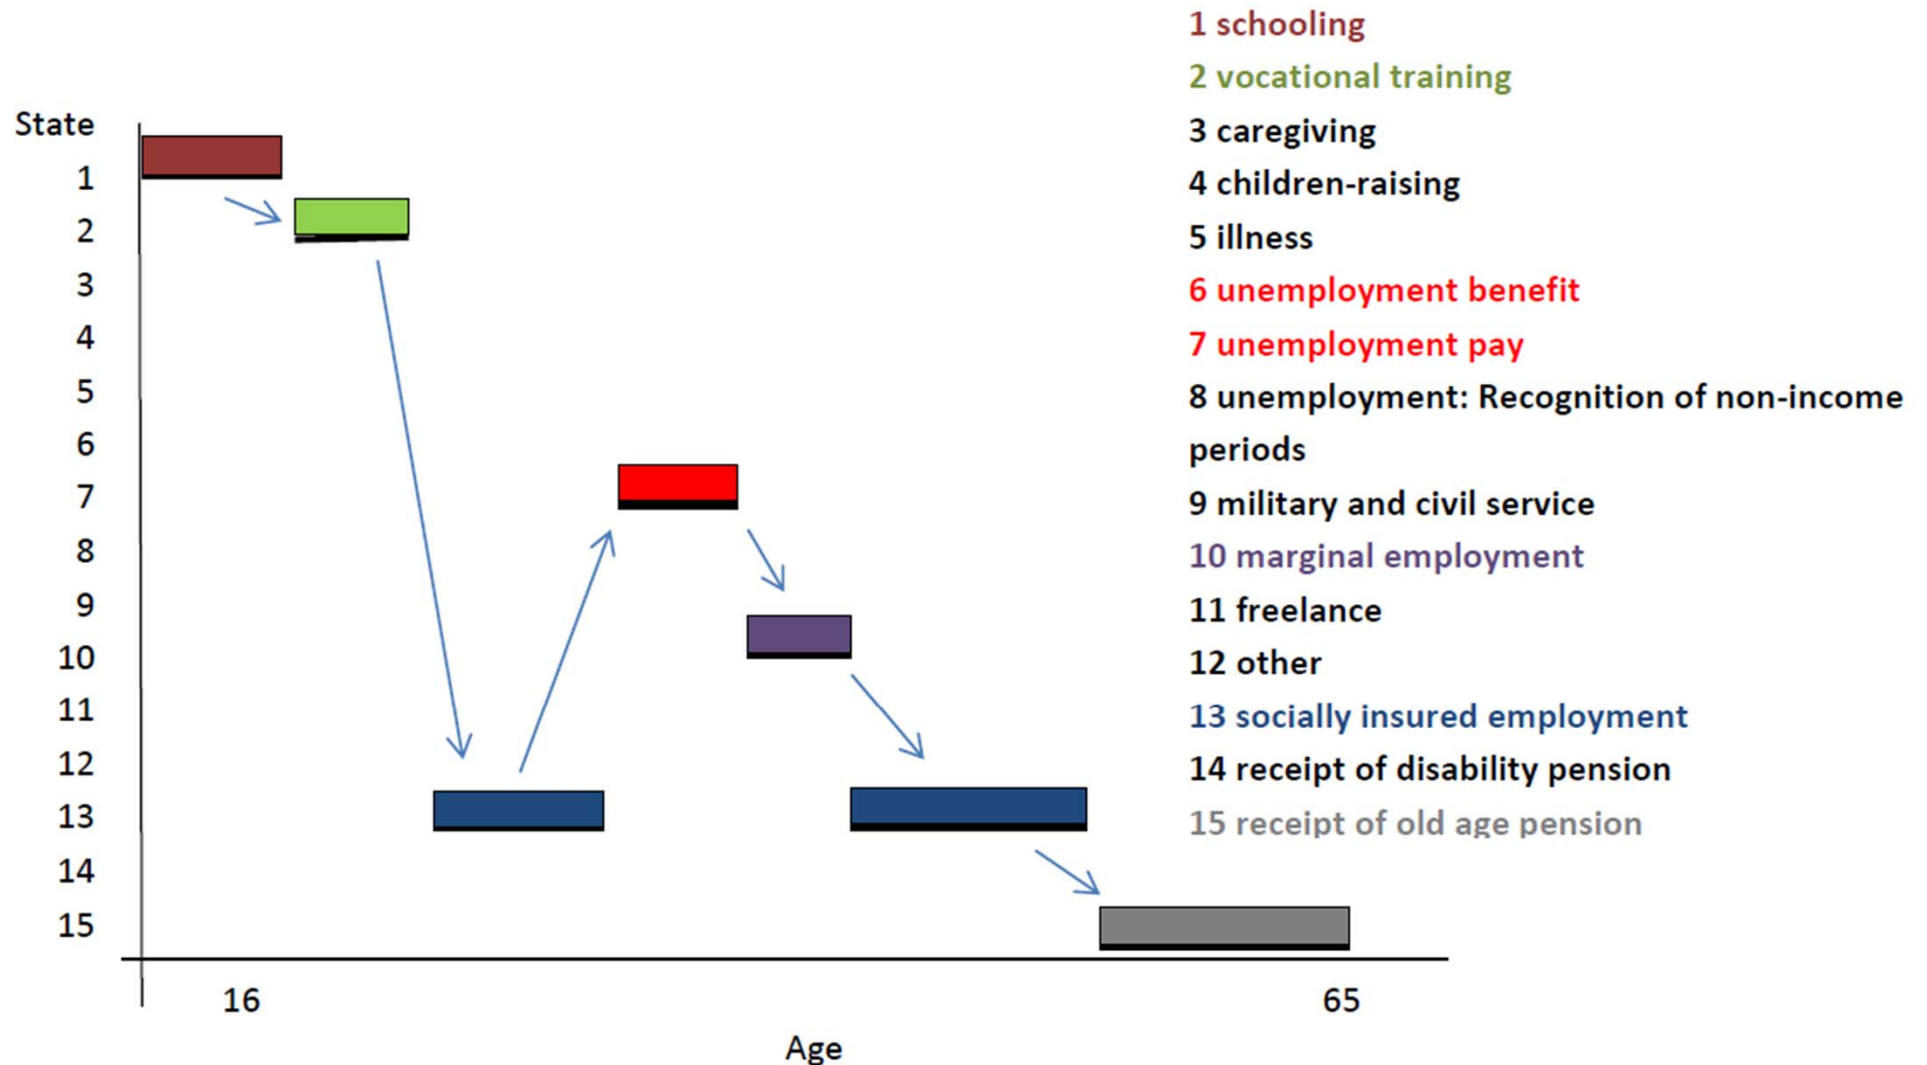 1 schooling
2 vocational training
3 caregiving
4 children-raising
5 illness
6 unemployment benefit
7 unemployment pay
8 unemployment: Recognition of non-income
periods
9 military and civil service
10 marginal employment
11 freelance
12 other
13 socially insured employment
14 receipt of disability pension
15 receipt of old age pension
State
1
2
3
4
5
6
7
8
9
10
11
12
13
14
15
16
65
Age